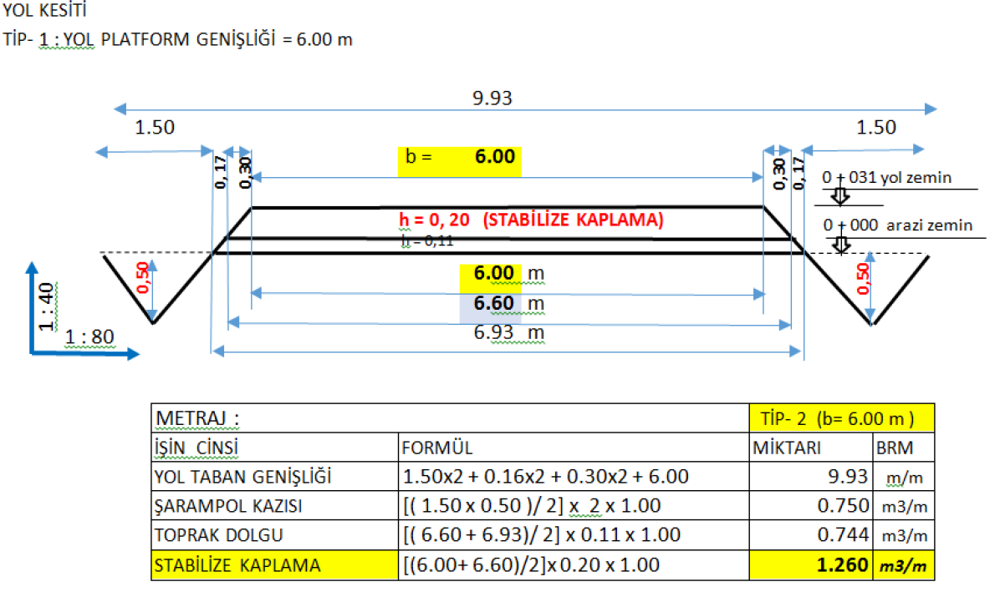 YOL KESİTİ
TİP- 1 : YOL PLATFORM GENİŞLİĞİ = 6.00 m
9.93
1.50
1.50
b = 6.00
0, 17
0,30
0,30
0,17
0 + 031 yol zemin
h = 0, 20 (STABİLİZE KAPLAMA)
0 + 000 arazi zemin
h = 0,11
0,50
6.00 m
0,50
6.60 m
1 : 40
6.93 m
1 : 80
METRAJ : TİP- 2 (b= 6.00 m )
İŞİN CİNSİ FORMÜL MİKTARI BRM
YOL TABAN GENİŞLİĞİ 1.50x2 + 0.16x2 + 0.30x2 + 6.00 9.93 m/m
ŞARAMPOL KAZISI [( 1.50 x 0.50 )/ 2] x 2 x 1.00 0.750 m3/m
TOPRAK DOLGU [( 6.60 + 6.93)/ 2] x 0.11 x 1.00 0.744 m3/m
STABİLİZE KAPLAMA [(6.00+ 6.60)/2]x 0.20 x 1.00 1.260 m3/m